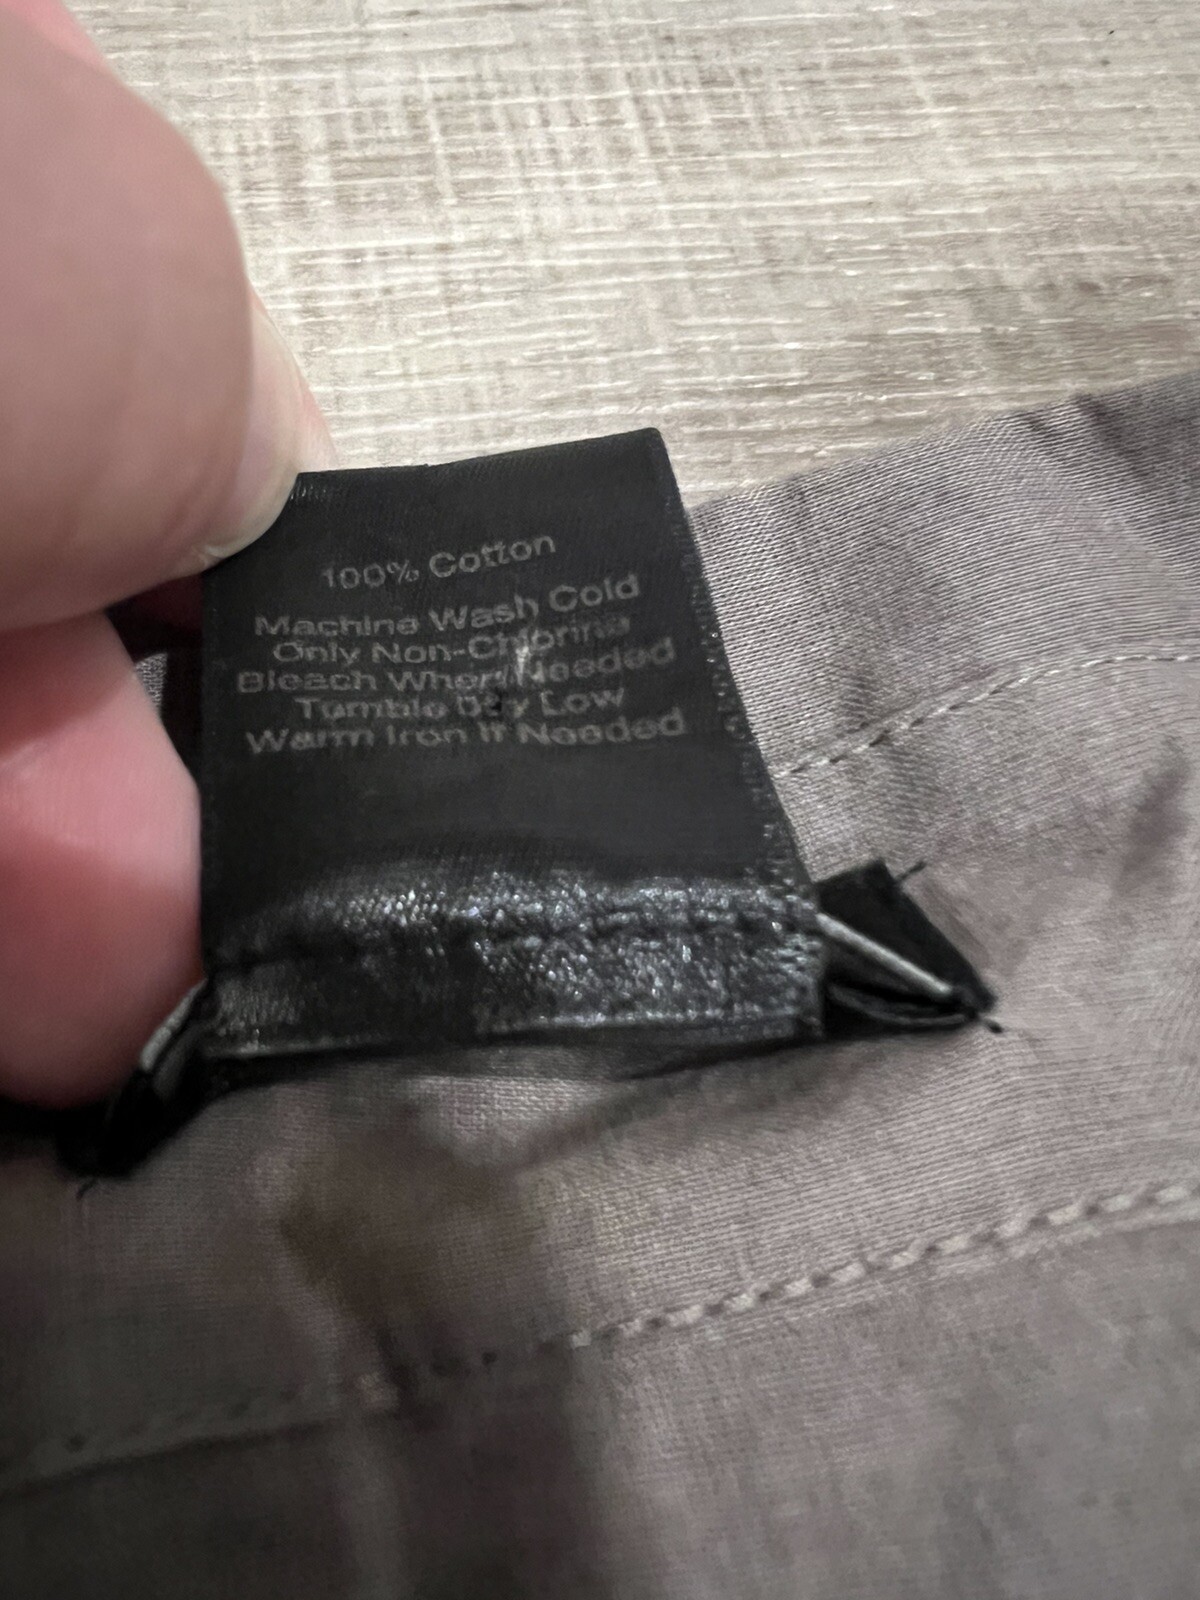 100% Cotton
Machine Wash Cold
Only Non-Chlorine
Bleach When Needed
Tumble Dry Low
Warm Iron If Needed